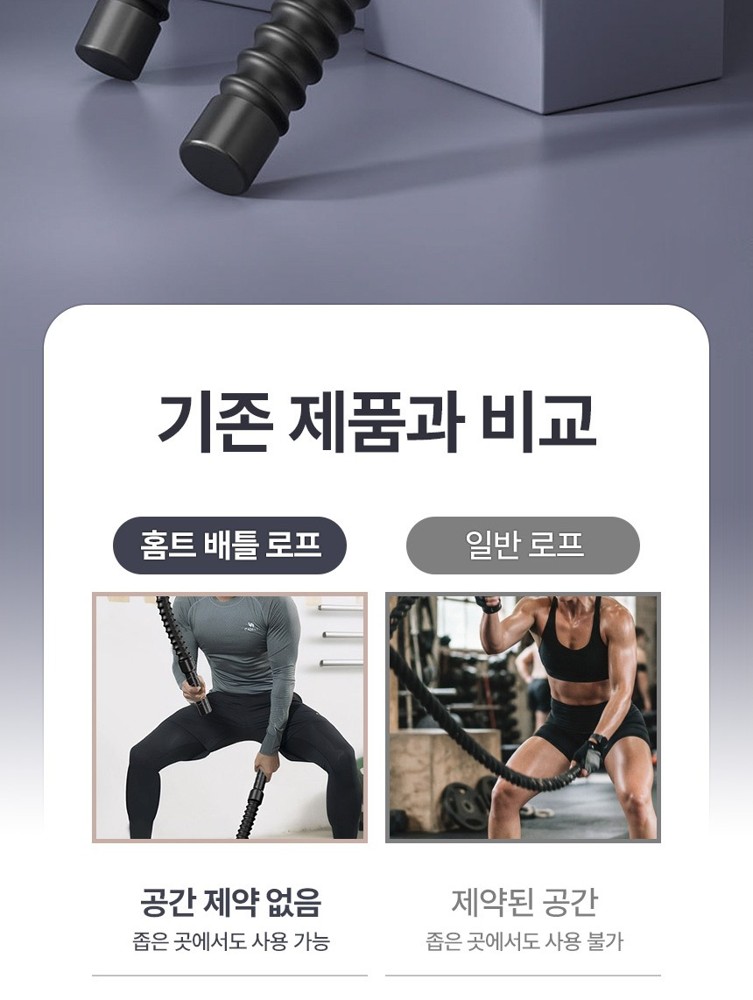 기존 제품과 비교
홈트 배틀 로프
일반 로프
공간 제약 없음
제약된 공간
좁은 곳에서도 사용 가능
좁은 곳에서도 사용 불가